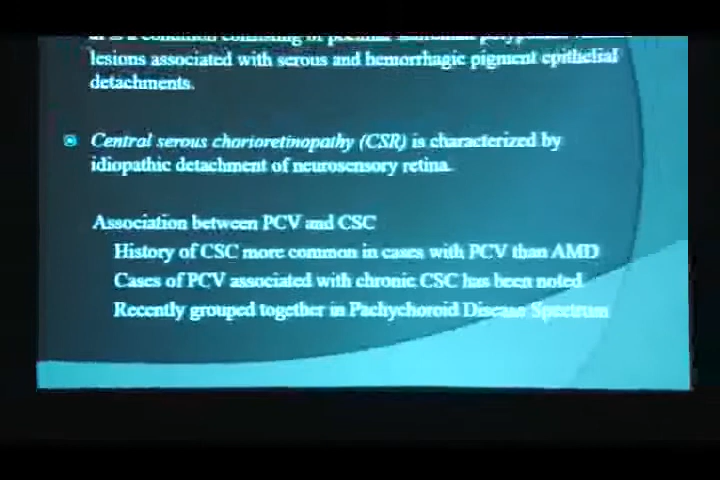 lesions associated with serous and hemorrhagic pigment epithelial
detachments.
Central serous chorioretinopathy (CSR) is characterized by
idiopathic detachment of neurosensory retina.
Association between PCV and CSC
History of CSC more common in cases with PCV than AMD
Cases of PCV associated with chronic CSC has been noted
Recently grouped together in Pachychoroid Disease Spectrum